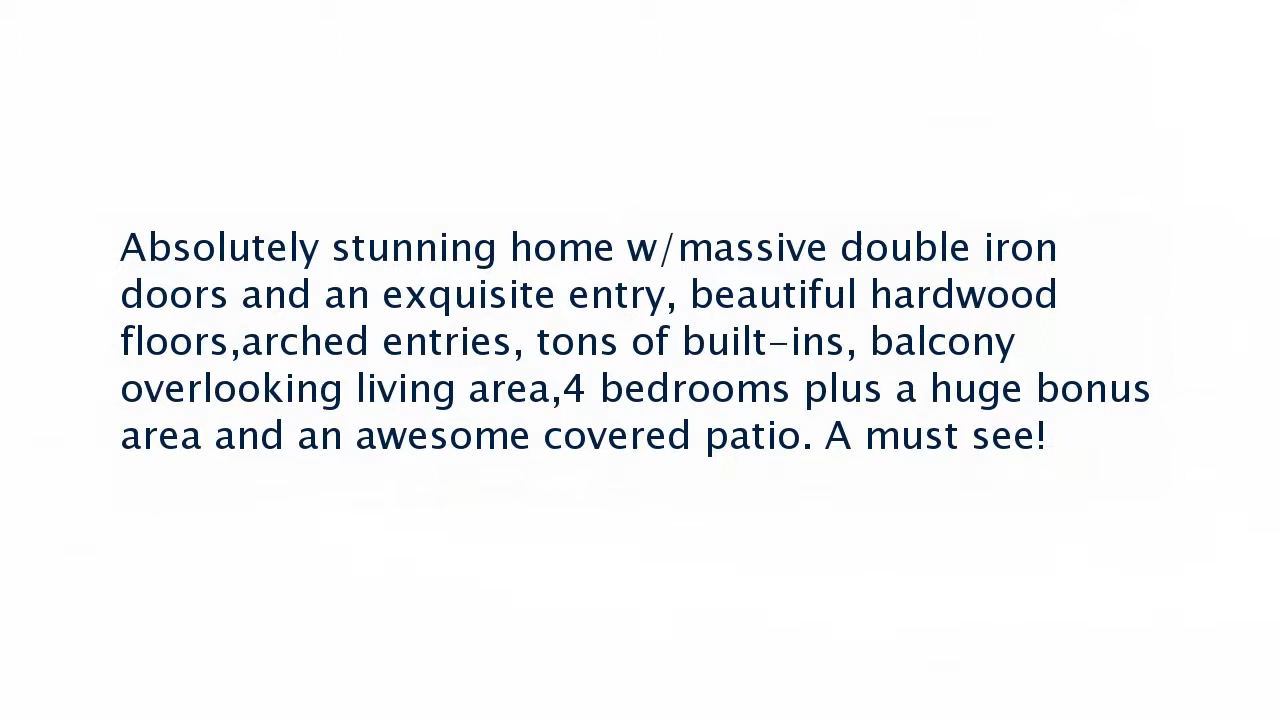 Absolutely stunning home w/massive double iron
doors and an exquisite entry, beautiful hardwood
floors,arched entries, tons of built-ins, balcony
overlooking living area,4 bedrooms plus a huge bonus
area and an awesome covered patio. A must see!